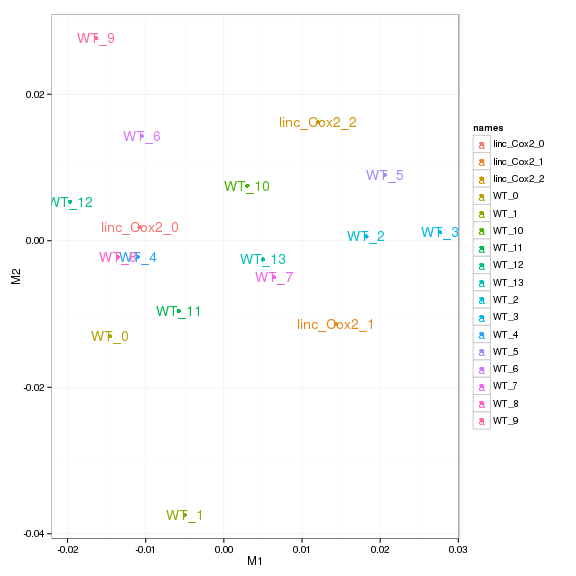 WT_9
0.02
linc_Cox2_2
WT_6
WT_5
WT_10
WT_12
linc_Cox2_0
WT_3
WT_2
0.00
WT_8
WT_4
WT_13
WT_7
WT_11
linc_Cox2_1
WT_0
-0.02
WT_1
-0.04
-0.02 -0.01 0.00 0.01 0.02 0.03
M1
M2
names
a linc_Cox2_0
a linc_Cox2_1
a linc_Cox2_2
a WT_0
a WT_1
a WT_10
a WT_11
a WT_12
a WT_13
a WT_2
a WT_3
a WT_4
a WT_5
a WT_6
a WT_7
a WT_8
a WT_9